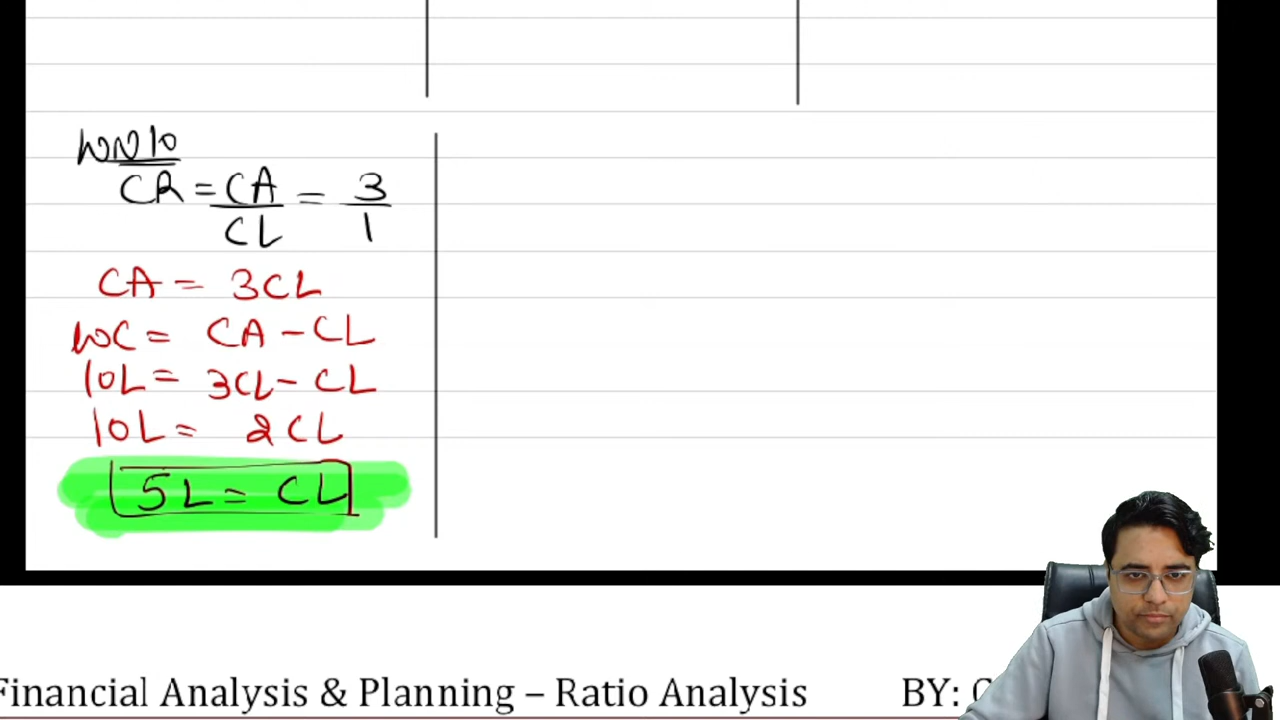 WN 10
CR = CA/CL = 3/1
CA = 3CL
WC = CA - CL
10L = 3CL - CL
10L = 2CL
5L = CL
Financial Analysis & Planning – Ratio Analysis BY: